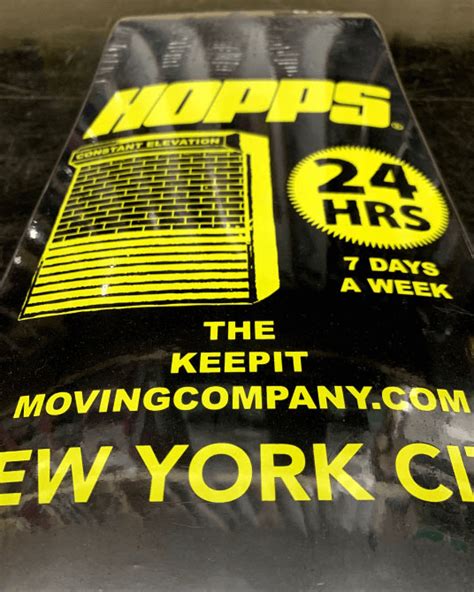 HOPPS®
CONSTANT ELEVATION
24
HRS
7 DAYS
A WEEK
THE
KEEPIT
MOVINGCOMPANY.COM
EW YORK CI